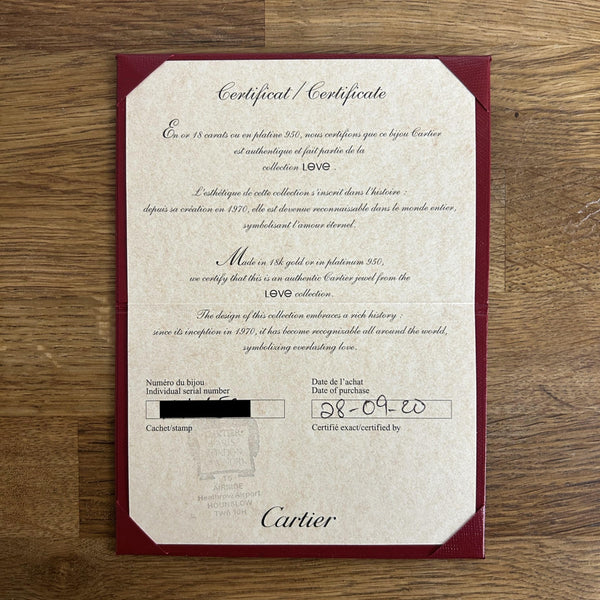 Certificat / Certificate
En or 18 carats ou en platine 950, nous certifions que ce bijou Cartier
est authentique et fait partie de la
collection LOVE .
L'esthétique de cette collection s'inscrit dans l'histoire :
depuis sa création en 1970, elle est devenue reconnaissable dans le monde entier,
symbolisant l'amour éternel.
Made in 18k gold or in platinum 950,
we certify that this is an authentic Cartier jewel from the
LOVE collection.
The design of this collection embraces a rich history :
since its inception in 1970, it has become recognizable all around the world,
symbolizing everlasting love.
Numéro du bijou
Individual serial number
Date de l'achat
Date of purchase
28-09-20
Cachet/stamp
Certifié exact/certified by
CARTIER
AIRSIDE
Heathrow Airport
HOUNSLOW
TW6 1QH
Cartier